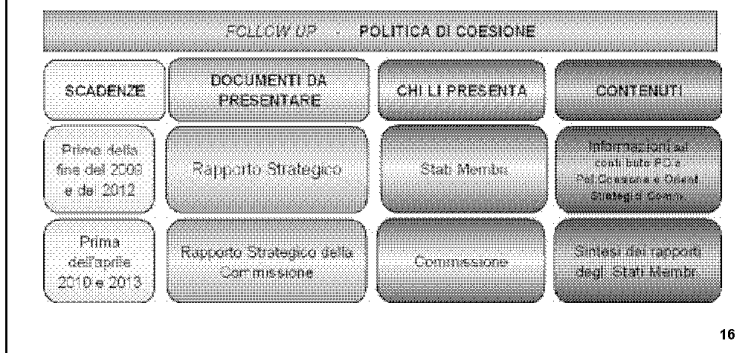 FOLLOW UP - POLITICA DI COESIONE
SCADENZE
DOCUMENTI DA
PRESENTARE
CHI LI PRESENTA
CONTENUTI
Prima della
fine del 2009
e del 2012
Rapporto Strategico
Stati Membri
Informazioni sul
contributo PO a
Pol.Coesione e Orient.
Strategici Comm.
Prima
dell'aprile
2010 e 2013
Rapporto Strategico della
Commissione
Commissione
Sintesi dei rapporti
degli Stati Membri
16